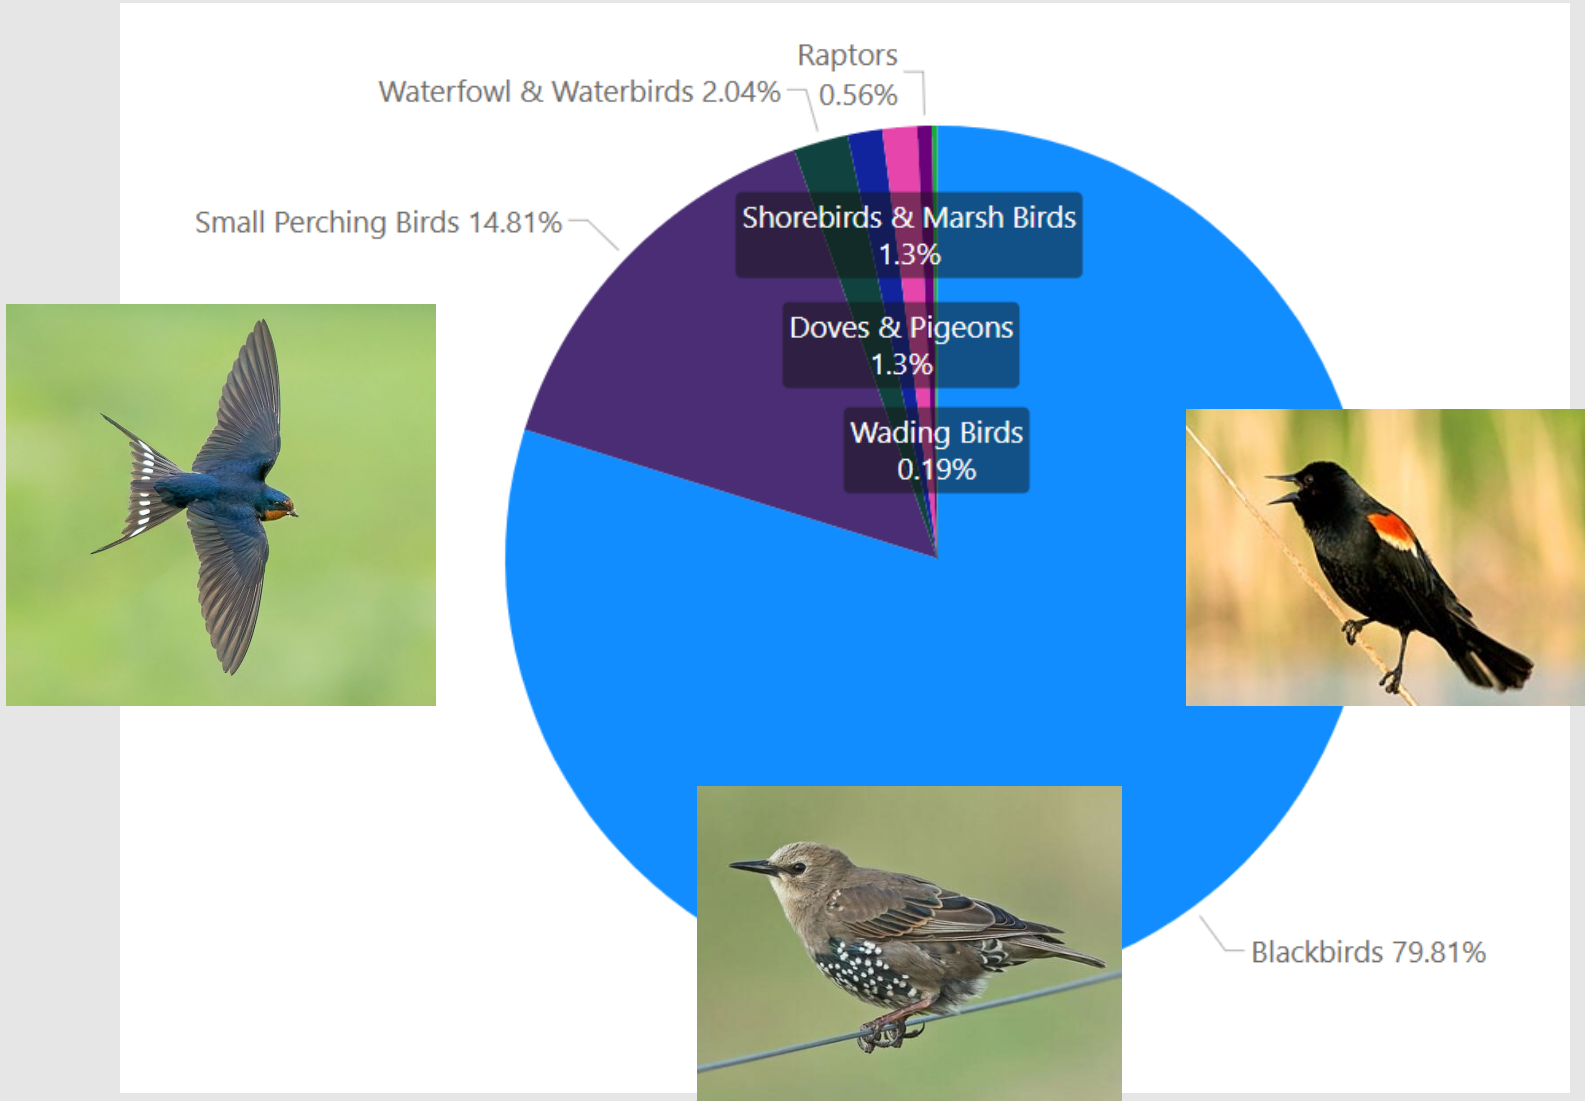 Raptors
0.56%
Waterfowl & Waterbirds 2.04%
Small Perching Birds 14.81%
Shorebirds & Marsh Birds
1.3%
Doves & Pigeons
1.3%
Wading Birds
0.19%
Blackbirds 79.81%